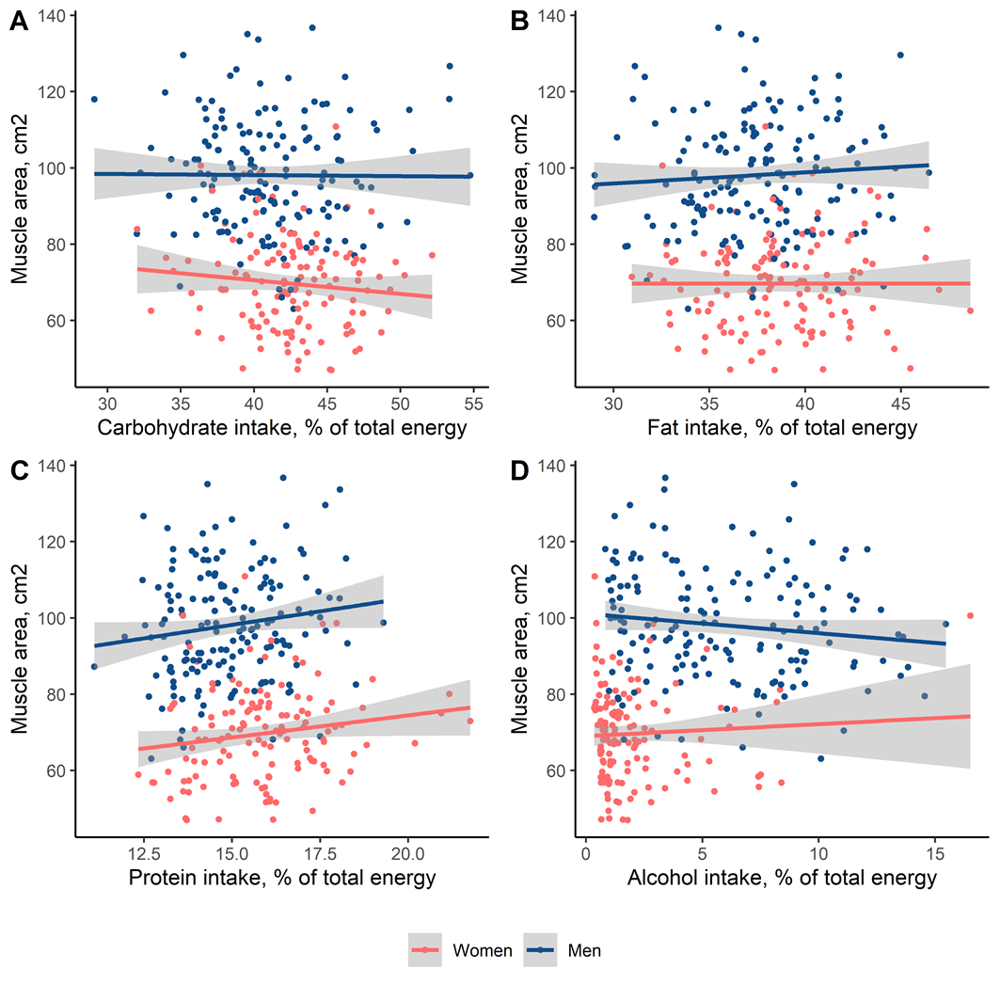 A
B
140
120
100
80
60
Muscle area, cm2
30 35 40 45 50 55
Carbohydrate intake, % of total energy
140
120
100
80
60
Muscle area, cm2
30 35 40 45
Fat intake, % of total energy
C
D
140
120
100
80
60
Muscle area, cm2
12.5 15.0 17.5 20.0
Protein intake, % of total energy
140
120
100
80
60
Muscle area, cm2
0 5 10 15
Alcohol intake, % of total energy
Women Men